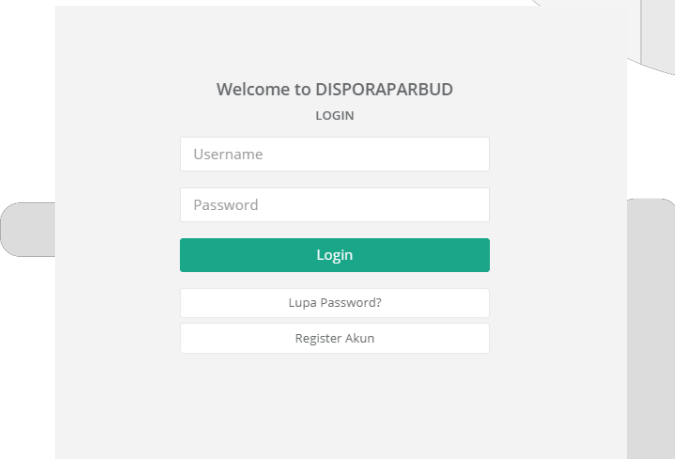 Welcome to DISPORAPARBUD
LOGIN
Username
Password
Login
Lupa Password?
Register Akun